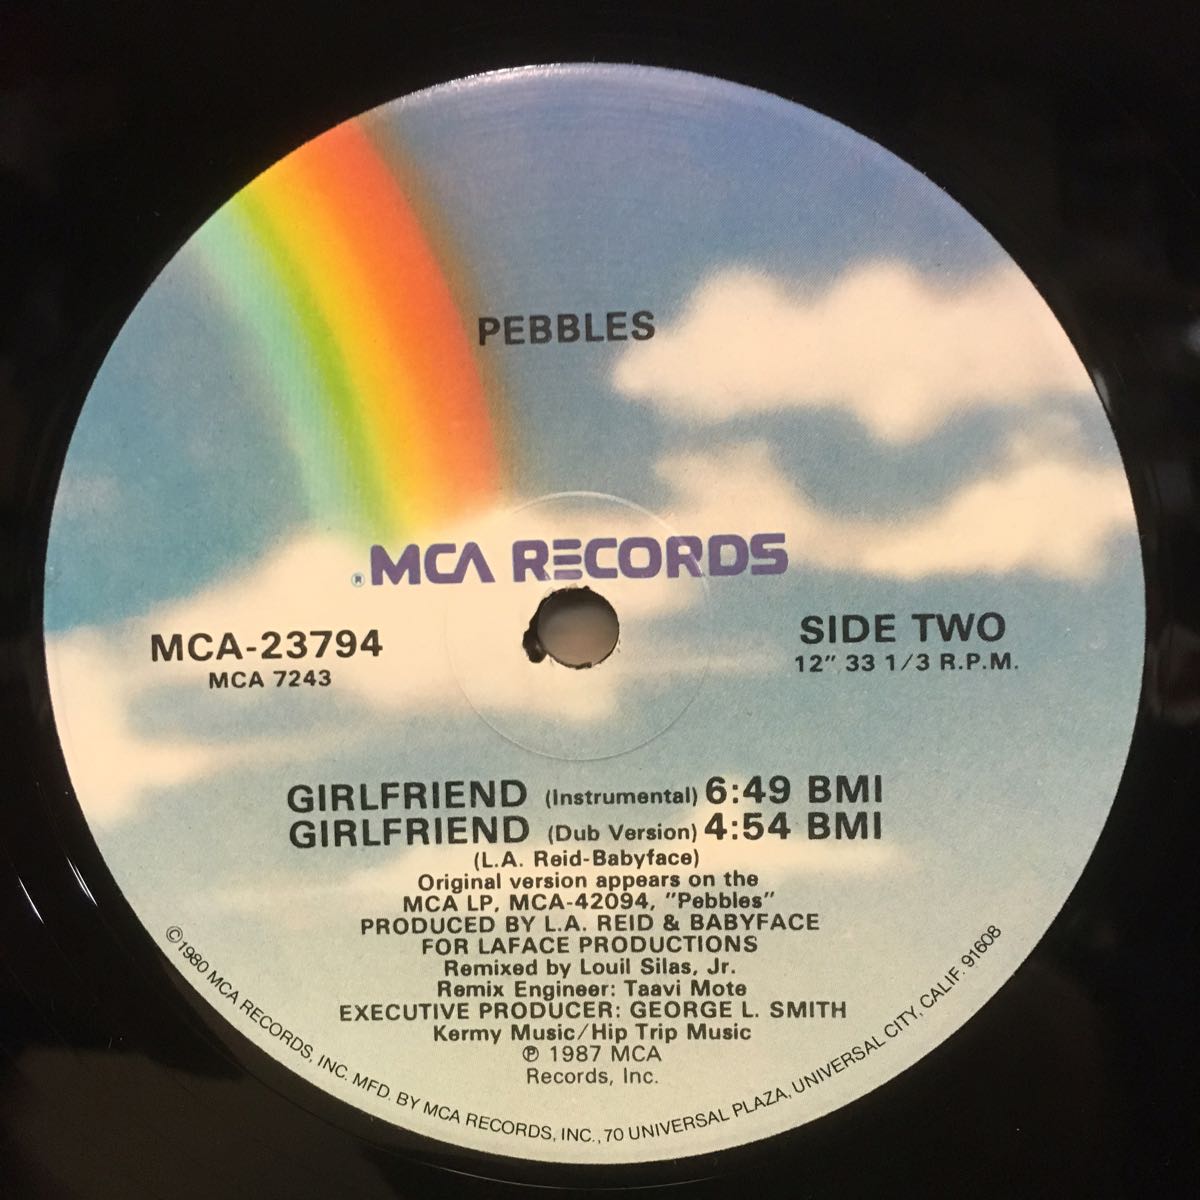 PEBBLES
® MCA RECORDS
MCA-23794
MCA 7243
SIDE TWO
12" 33 1/3 R.P.M.
GIRLFRIEND (Instrumental) 6:49 BMI
GIRLFRIEND (Dub Version) 4:54 BMI
(L.A. Reid-Babyface)
Original version appears on the
MCA LP, MCA-42094, "Pebbles"
PRODUCED BY L.A. REID & BABYFACE
FOR LAFACE PRODUCTIONS
Remixed by Louil Silas, Jr.
Remix Engineer: Taavi Mote
EXECUTIVE PRODUCER: GEORGE L. SMITH
Kermy Music/Hip Trip Music
℗ 1987 MCA
Records, Inc.
©1980 MCA RECORDS, INC. MFD. BY MCA RECORDS, INC., 70 UNIVERSAL PLAZA, UNIVERSAL CITY, CALIF. 91608